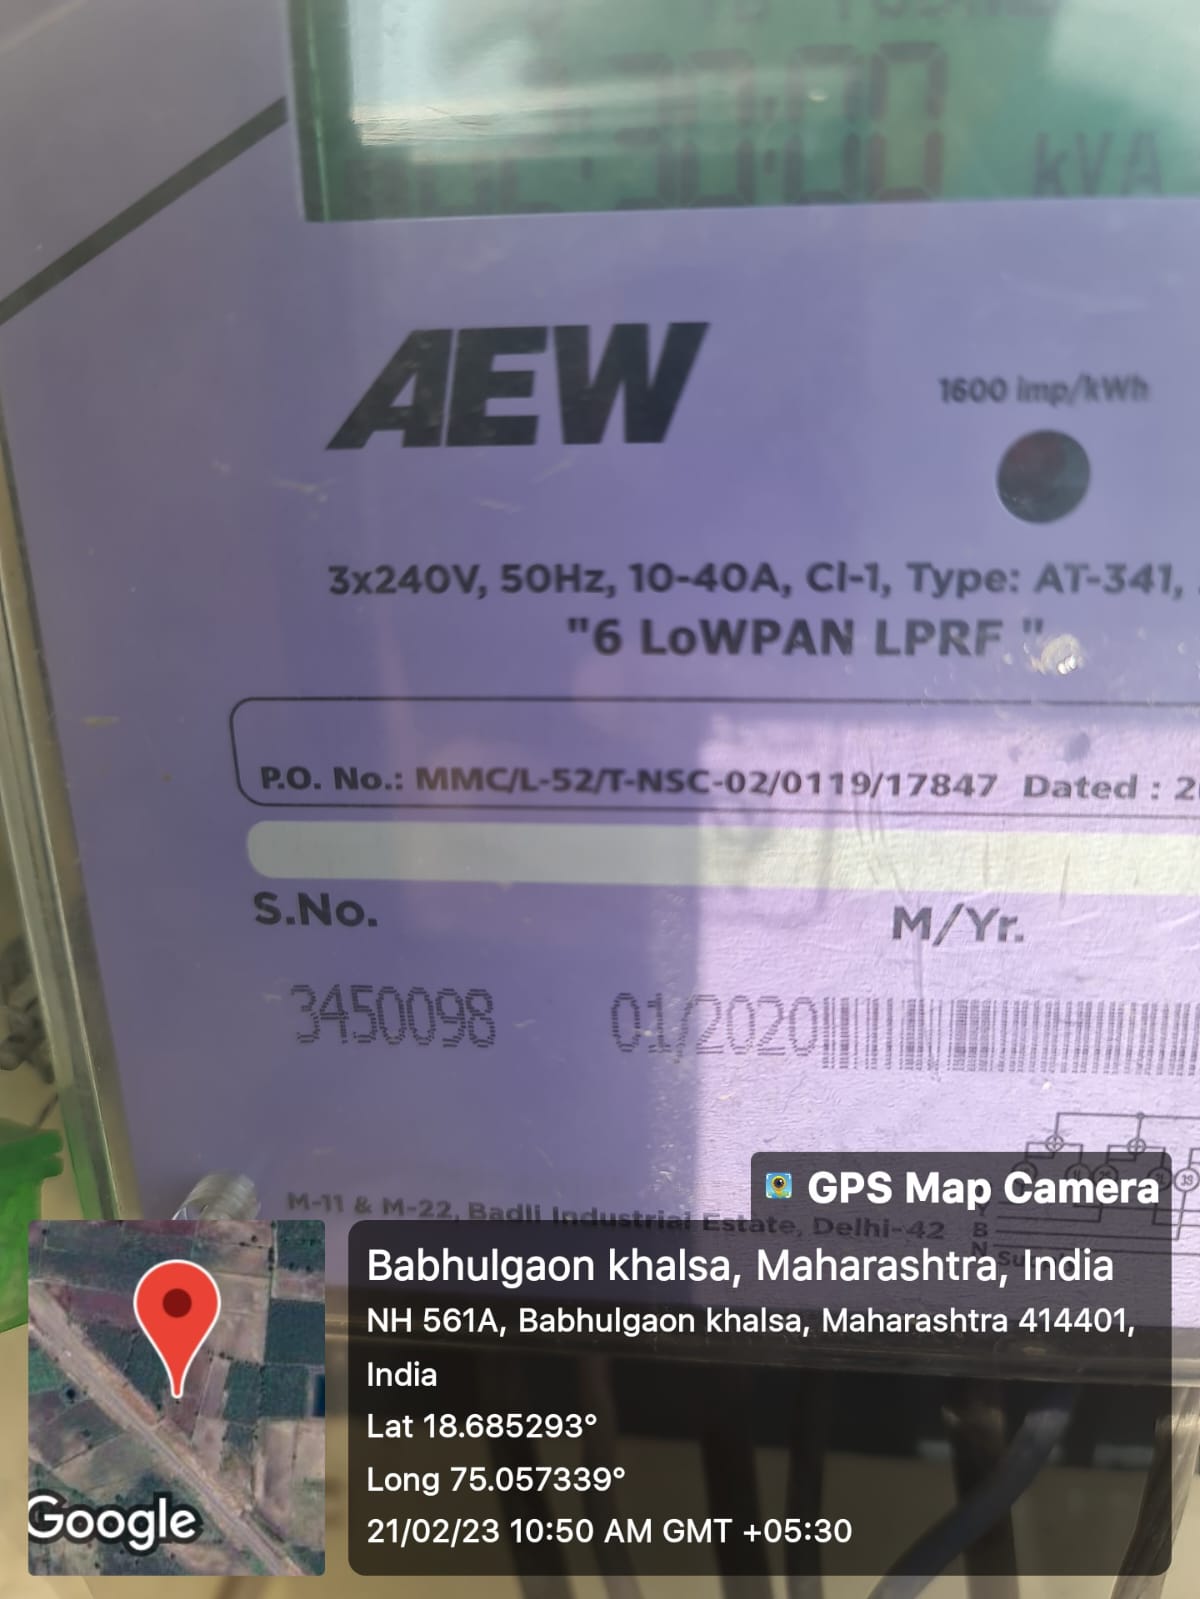 kVA
AEW
1600 imp/kWh
3x240V, 50Hz, 10-40A, Cl-1, Type: AT-341,
"6 LoWPAN LPRF "
P.O. No.: MMC/L-52/T-NSC-02/0119/17847 Dated : 2
S.No.
M/Yr.
3450098 01/2020
M-11 & M-22, Badli Industrial Estate, Delhi-42
B
N
GPS Map Camera
Babhulgaon khalsa, Maharashtra, India
NH 561A, Babhulgaon khalsa, Maharashtra 414401,
India
Lat 18.685293°
Long 75.057339°
21/02/23 10:50 AM GMT +05:30
Google